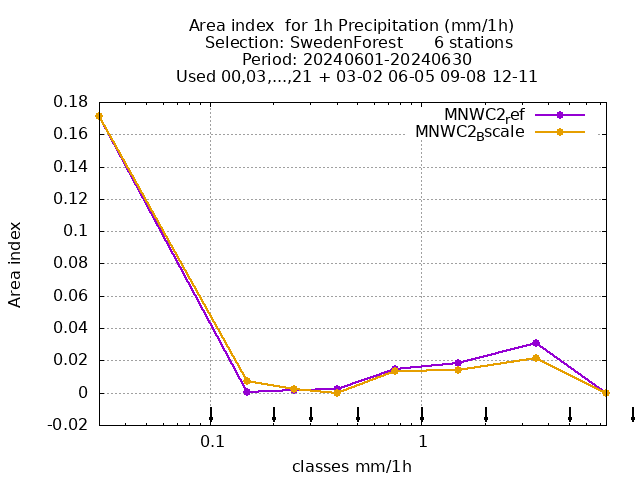 Area index  for 1h Precipitation (mm/1h)
Selection: SwedenForest      6 stations
Period: 20240601-20240630
Used 00,03,...,21 + 03-02 06-05 09-08 12-11
MNWC2_ref
MNWC2_Bscale
0.18
0.16
0.14
0.12
0.1
0.08
0.06
0.04
0.02
0
-0.02
Area index
0.1
1
classes mm/1h